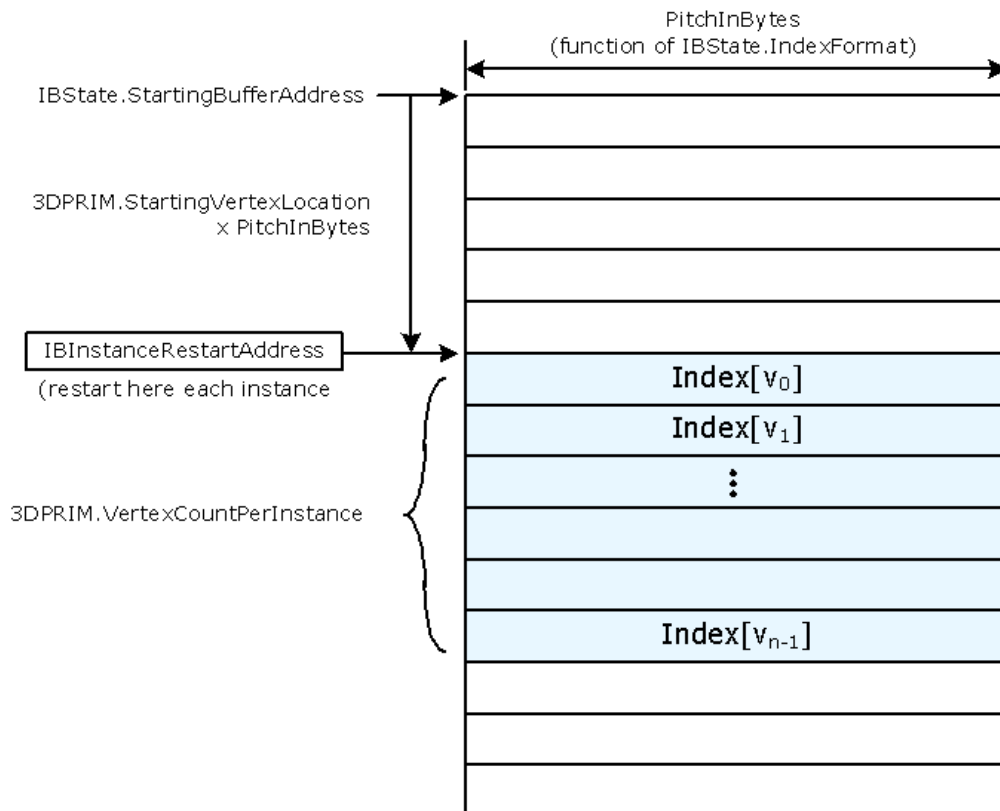 PitchInBytes
(function of IBState.IndexFormat)
IBState.StartingBufferAddress
3DPRIM.StartingVertexLocation
x PitchInBytes
IBInstanceRestartAddress
(restart here each instance
Index[v0]
Index[v1]
⋮
3DPRIM.VertexCountPerInstance
Index[vn-1]